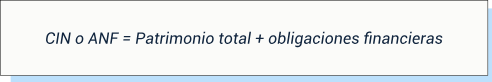 CIN o ANF = Patrimonio total + obligaciones financieras